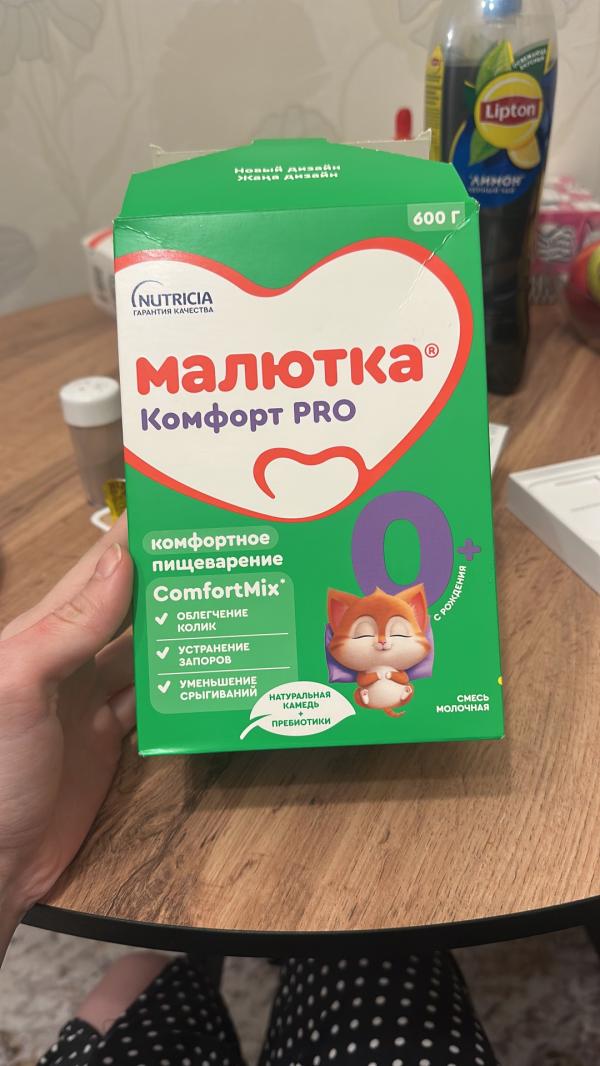 Новый дизайн
Жаңа дизайн
600 Г
NUTRICIA
ГАРАНТИЯ КАЧЕСТВА
малютка®
Комфорт PRO
комфортное
пищеварение
ComfortMix*
ОБЛЕГЧЕНИЕ
КОЛИК
УСТРАНЕНИЕ
ЗАПОРОВ
УМЕНЬШЕНИЕ
СРЫГИВАНИЙ
НАТУРАЛЬНАЯ
КАМЕДЬ
+
ПРЕБИОТИКИ
0+
С РОЖДЕНИЯ
СМЕСЬ
МОЛОЧНАЯ
Lipton
ЛИМОН